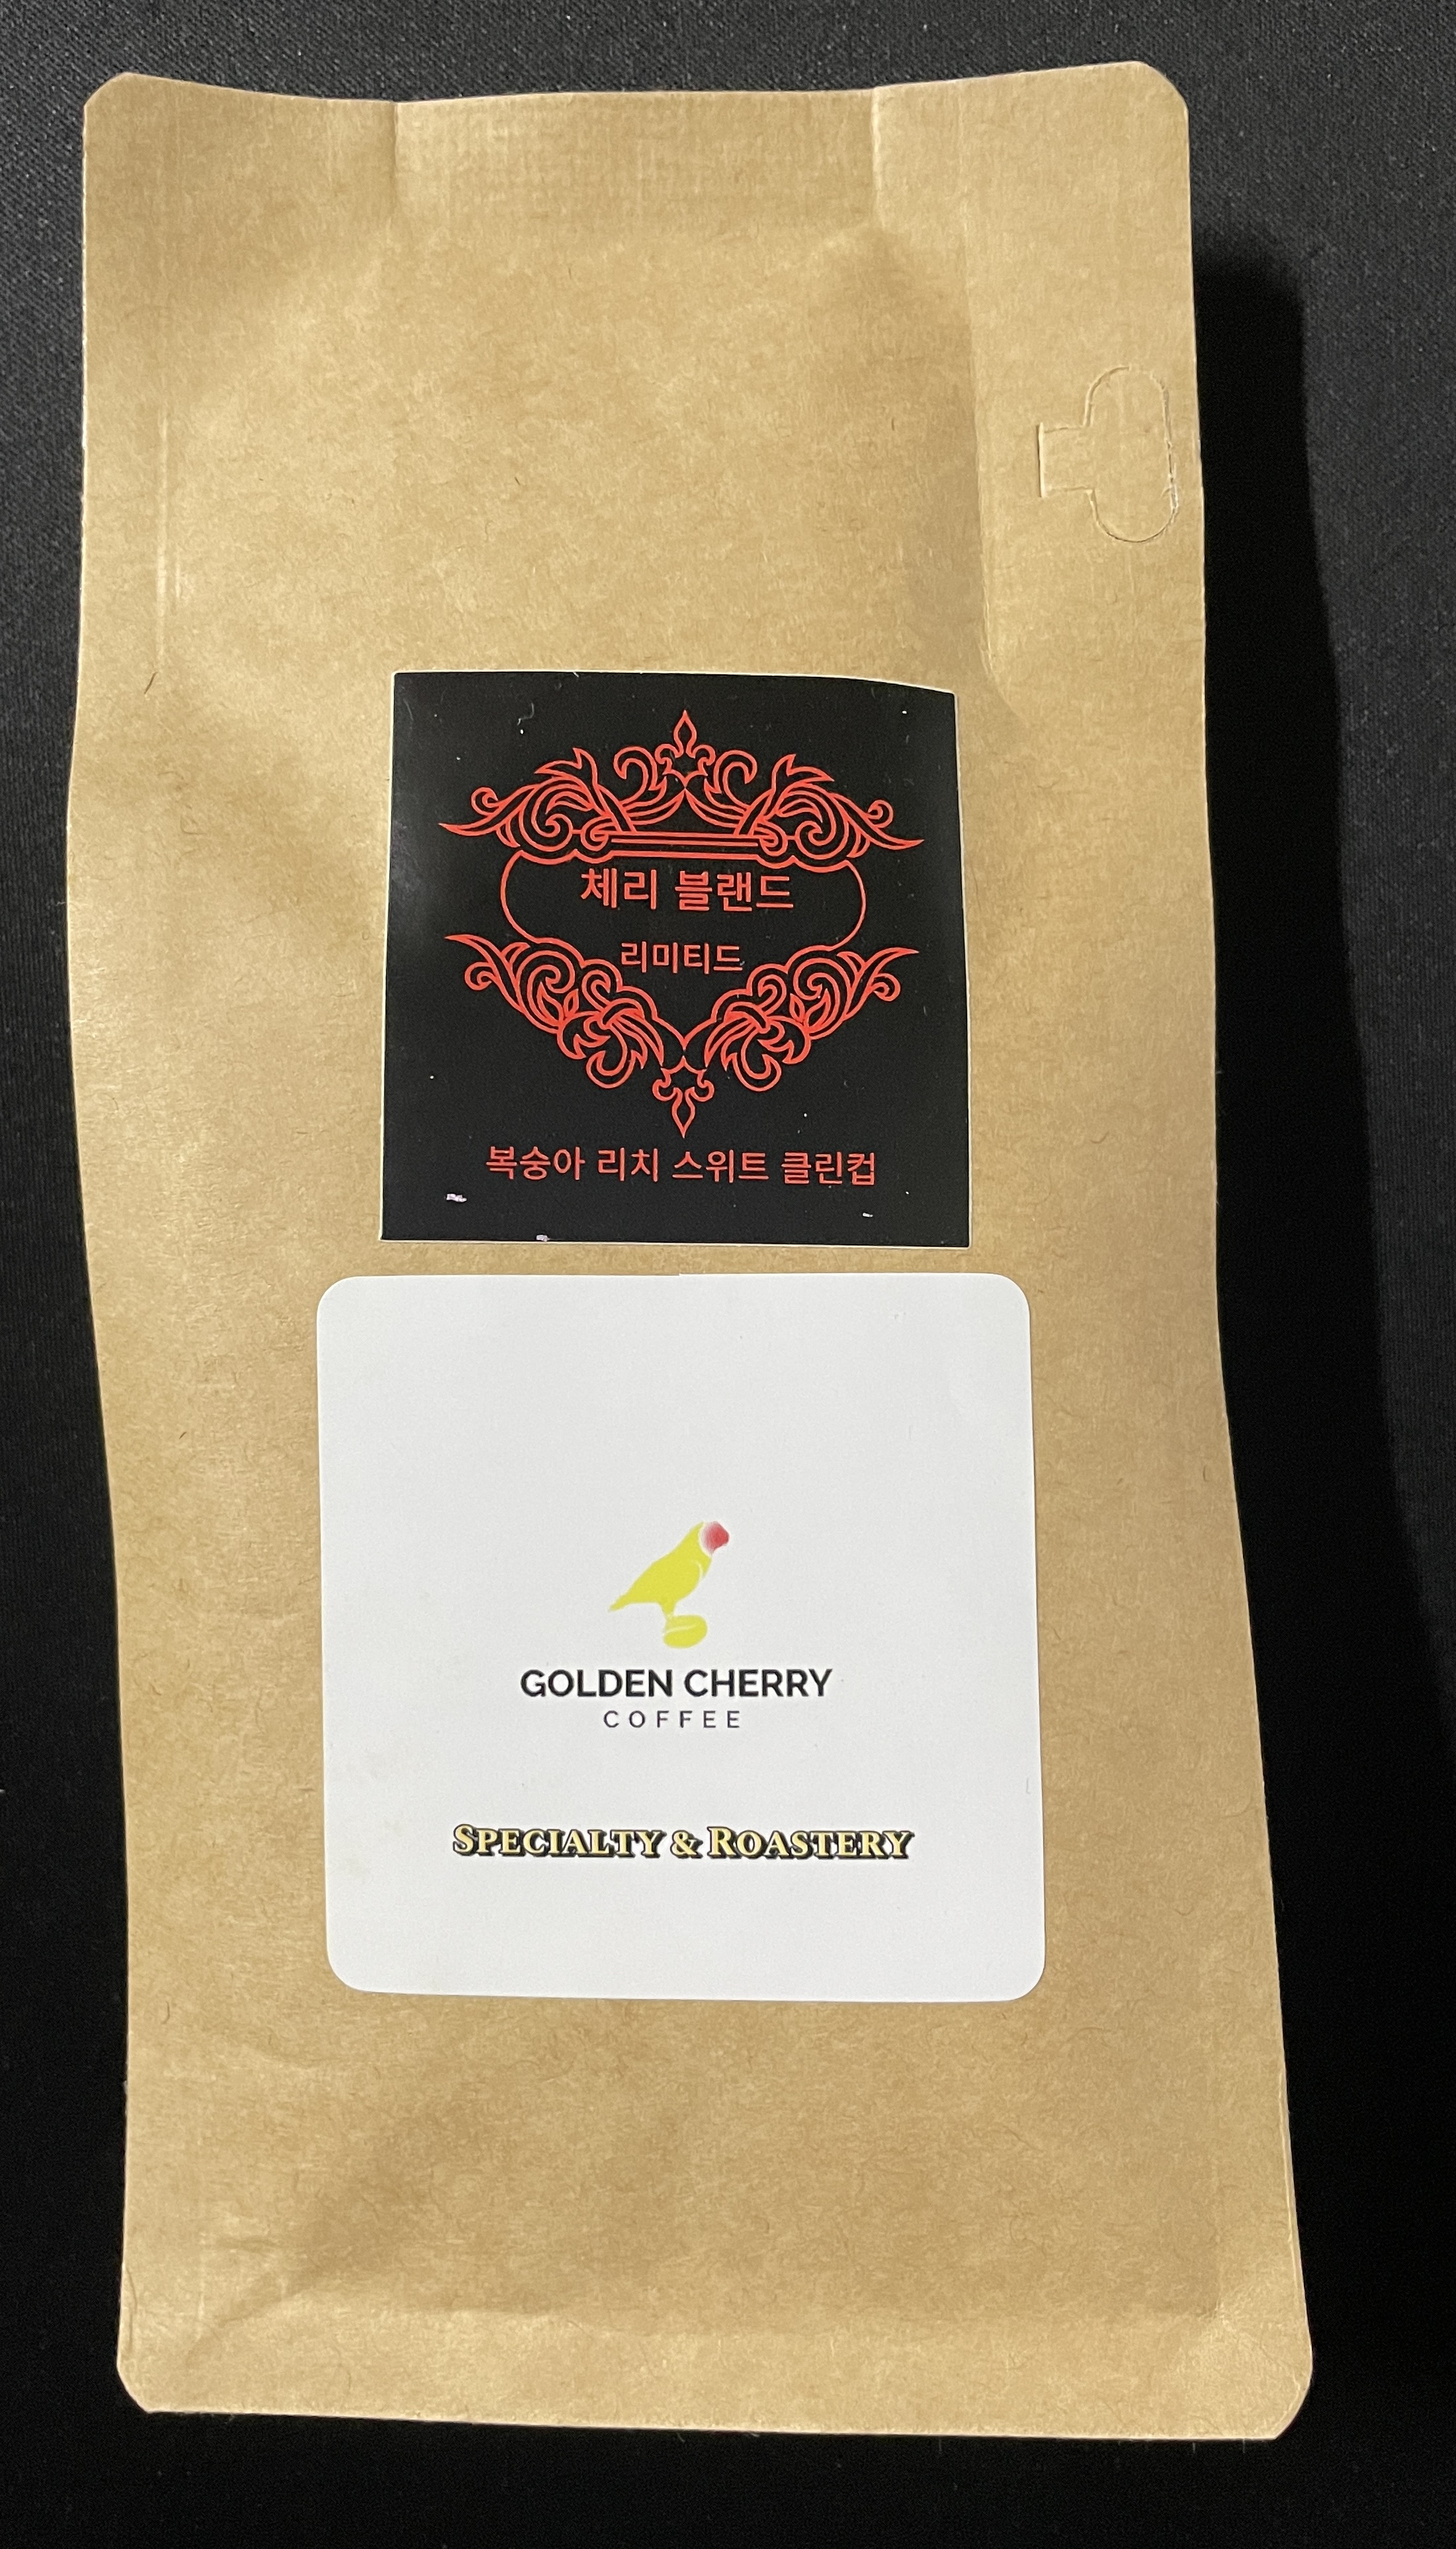 체리 블랜드
리미티드
복숭아 리치 스위트 클린컵
GOLDEN CHERRY
COFFEE
SPECIALTY & ROASTERY